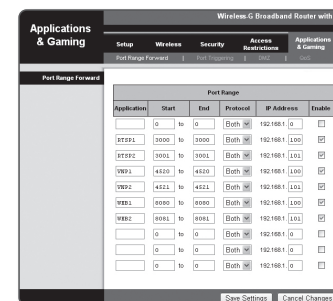 Wireless-G Broadband Router with
Applications
& Gaming
Setup Wireless Security Access Restrictions Applications & Gaming
Port Range Forward | Port Triggering | DMZ | QoS
Port Range Forward
Port Range
Application Start End Protocol IP Address Enable
0 to 0 Both 192.168.1. 0
RTSP1 3000 to 3000 Both 192.168.1. 100
RTSP2 3001 to 3001 Both 192.168.1. 101
VNP1 4520 to 4520 Both 192.168.1. 100
VNP2 4521 to 4521 Both 192.168.1. 101
WEB1 8080 to 8080 Both 192.168.1. 100
WEB2 8081 to 8081 Both 192.168.1. 101
0 to 0 Both 192.168.1. 0
0 to 0 Both 192.168.1. 0
0 to 0 Both 192.168.1. 0
Save Settings Cancel Changes